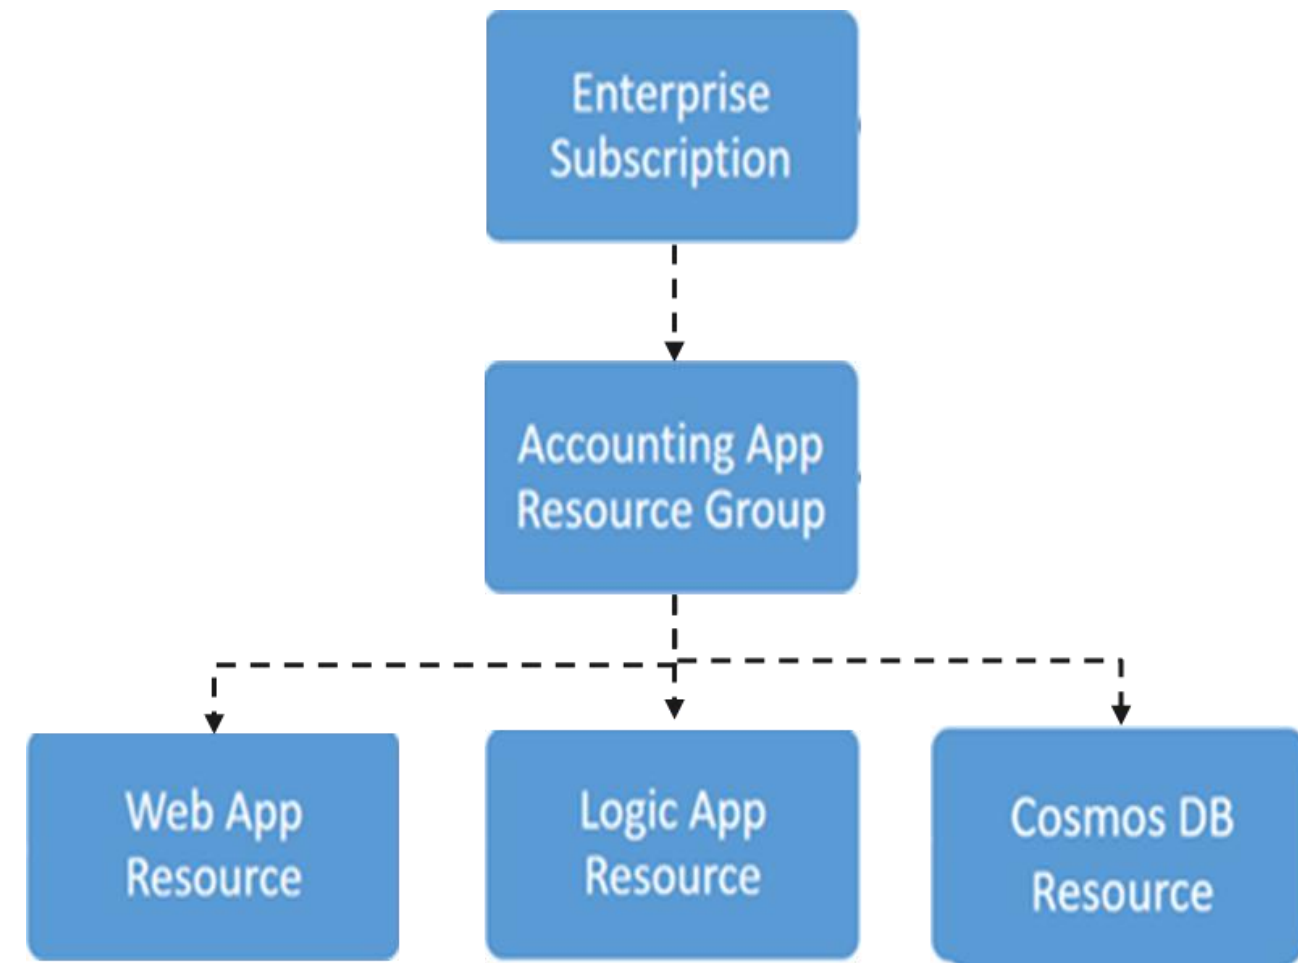 Enterprise
Subscription
Accounting App
Resource Group
Web App
Resource
Logic App
Resource
Cosmos DB
Resource